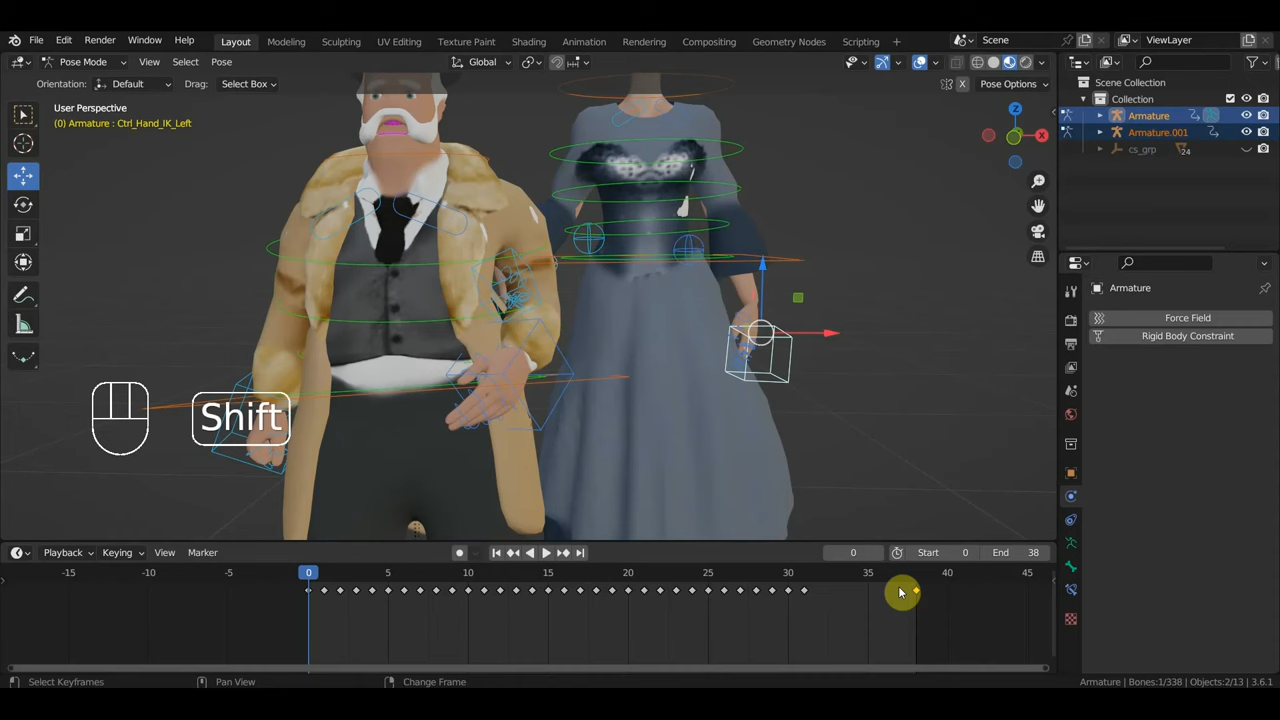 File Edit Render Window Help Layout Modeling Sculpting UV Editing Texture Paint Shading Animation Rendering Compositing Geometry Nodes Scripting + Scene ViewLayer
Pose Mode View Select Pose Global
Orientation: Default Drag: Select Box X Pose Options
User Perspective
(0) Armature : Ctrl_Hand_IK_Left
Z
X
Scene Collection
Collection
Armature
Armature.001
cs_grp 24
Armature
Force Field
Rigid Body Constraint
Shift
Playback Keying View Marker 0 Start 0 End 38
-15 -10 -5 0 5 10 15 20 25 30 35 40 45
Select Keyframes Pan View Change Frame Armature | Bones:1/338 | Objects:2/13 | 3.6.1